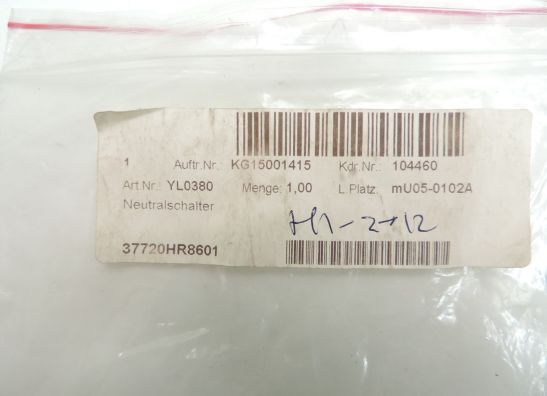 1 Auftr.Nr.: KG15001415 Kdr.Nr.: 104460
Art.Nr.: YL0380 Menge: 1,00 L.Platz mU05-0102A
Neutralschalter
37720HR8601